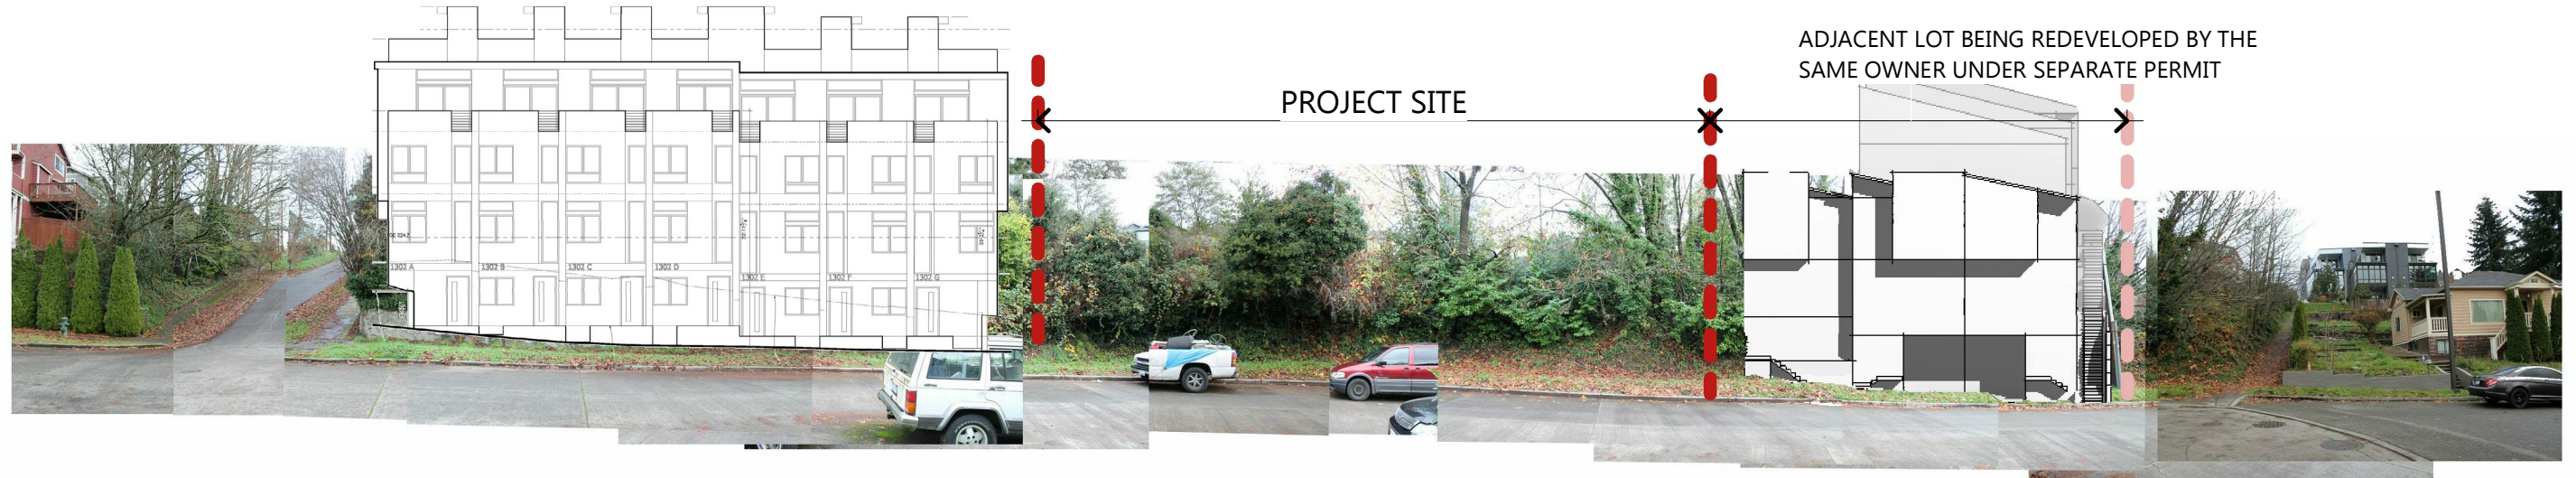 ADJACENT LOT BEING REDEVELOPED BY THE
SAME OWNER UNDER SEPARATE PERMIT
PROJECT SITE
1302 A
1302 B
1302 C
1302 D
1302 E
1302 F
1302 G